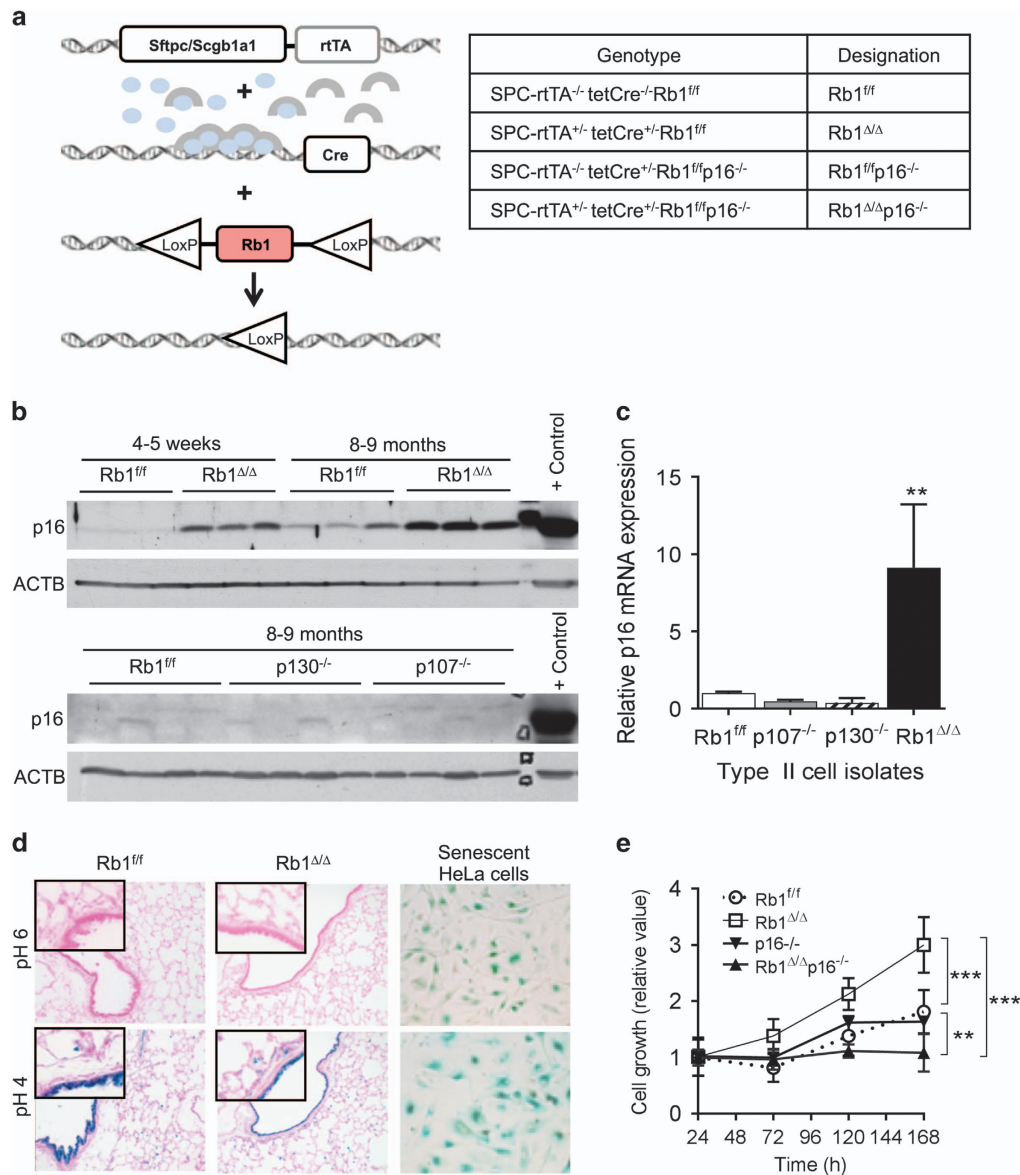 a
Sftpc/Scgb1a1 rtTA
+
Cre
+
LoxP Rb1 LoxP
LoxP
Genotype Designation
SPC-rtTA-/- tetCre-/-Rb1f/f Rb1f/f
SPC-rtTA+/- tetCre+/-Rb1f/f RbΔ/Δ
SPC-rtTA-/- tetCre+/-Rb1f/fp16-/- Rb1f/fp16-/-
SPC-rtTA+/- tetCre+/-Rb1f/fp16-/- Rb1Δ/Δp16-/-
b
4-5 weeks 8-9 months
Rb1f/f Rb1Δ/Δ Rb1f/f Rb1Δ/Δ + Control
p16
ACTB
8-9 months
Rb1f/f p130-/- p107-/- + Control
p16
ACTB
c
Relative p16 mRNA expression
15
10
5
0
**
Rb1f/f p107-/- p130-/- Rb1Δ/Δ
Type II cell isolates
d
Rb1f/f Rb1Δ/Δ Senescent
HeLa cells
pH 6
pH 4
e
Cell growth (relative value)
4
3
2
1
0
Rb1f/f
Rb1Δ/Δ
p16-/-
Rb1Δ/Δp16-/-
***
**
***
24 48 72 96 120 144 168
Time (h)